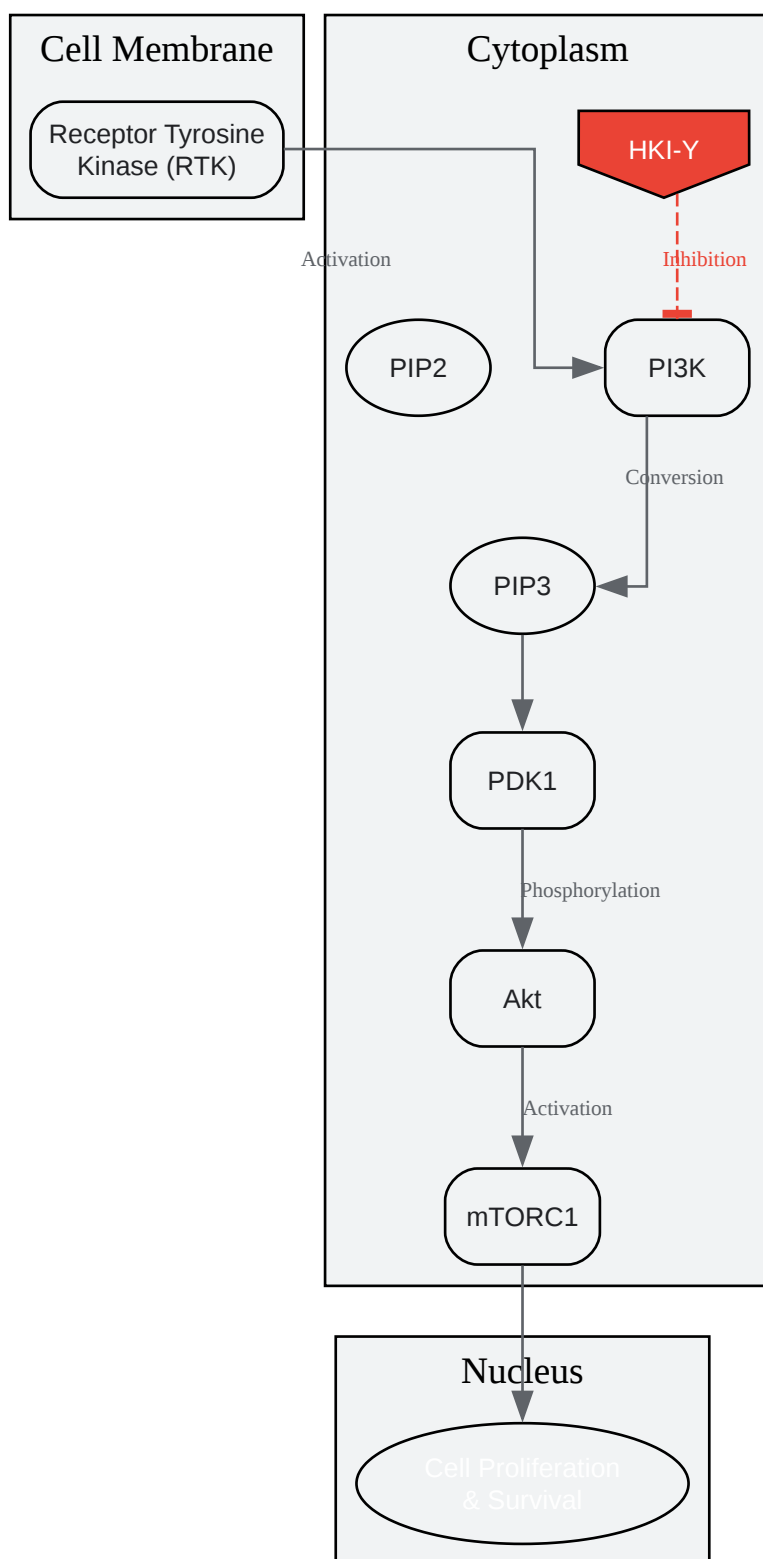 Cell Membrane
Cytoplasm
Receptor Tyrosine
Kinase (RTK)
HKI-Y
Activation
Inhibition
PIP2
PI3K
Conversion
PIP3
PDK1
Phosphorylation
Akt
Activation
mTORC1
Nucleus
Cell Proliferation
& Survival